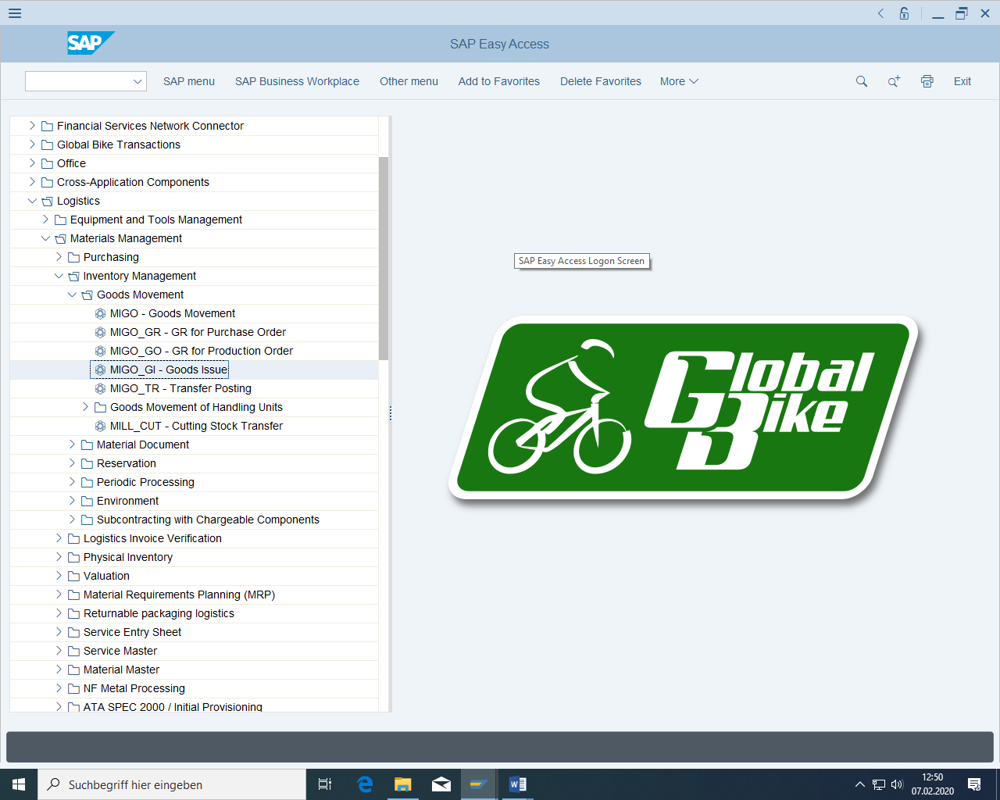 SAP
SAP Easy Access
SAP menu
SAP Business Workplace
Other menu
Add to Favorites
Delete Favorites
More
Exit
Financial Services Network Connector
Global Bike Transactions
Office
Cross-Application Components
Logistics
Equipment and Tools Management
Materials Management
Purchasing
Inventory Management
Goods Movement
MIGO - Goods Movement
MIGO_GR - GR for Purchase Order
MIGO_GO - GR for Production Order
MIGO_GI - Goods Issue
MIGO_TR - Transfer Posting
Goods Movement of Handling Units
MILL_CUT - Cutting Stock Transfer
Material Document
Reservation
Periodic Processing
Environment
Subcontracting with Chargeable Components
Logistics Invoice Verification
Physical Inventory
Valuation
Material Requirements Planning (MRP)
Returnable packaging logistics
Service Entry Sheet
Service Master
Material Master
NF Metal Processing
ATA SPEC 2000 / Initial Provisioning
SAP Easy Access Logon Screen
Global
Bike
Suchbegriff hier eingeben
12:50
07.02.2020